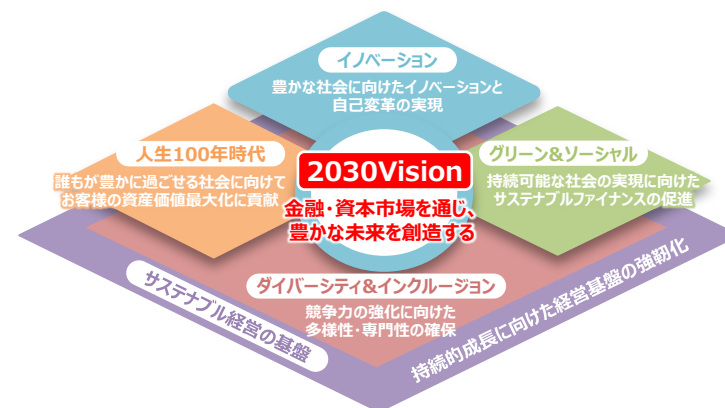 イノベーション
豊かな社会に向けたイノベーションと
自己変革の実現
人生100年時代
誰もが豊かに過ごせる社会に向けて
お客様の資産価値最大化に貢献
2030Vision
金融・資本市場を通じ、
豊かな未来を創造する
グリーン&ソーシャル
持続可能な社会の実現に向けた
サステナブルファイナンスの促進
ダイバーシティ&インクルージョン
競争力の強化に向けた
多様性・専門性の確保
サステナブル経営の基盤
持続的成長に向けた経営基盤の強靭化